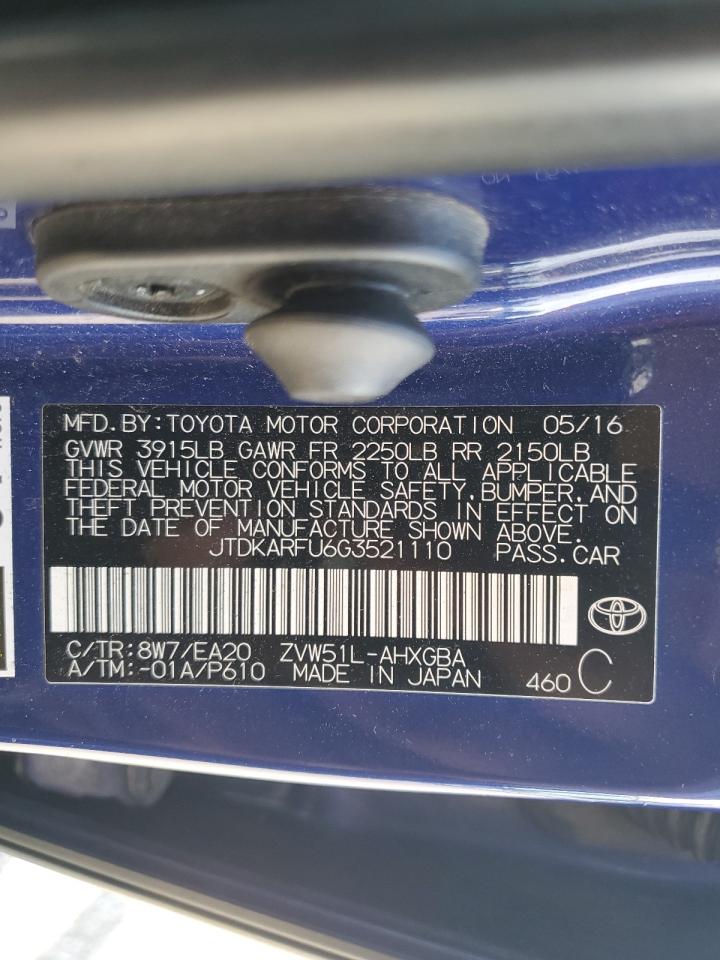 MFD.BY:TOYOTA MOTOR CORPORATION 05/16
GVWR 3915LB GAWR FR 2250LB RR 2150LB
THIS VEHICLE CONFORMS TO ALL APPLICABLE
FEDERAL MOTOR VEHICLE SAFETY,BUMPER,AND
THEFT PREVENTION STANDARDS IN EFFECT ON
THE DATE OF MANUFACTURE SHOWN ABOVE.
JTDKARFU6G3521110 PASS.CAR
C/TR:8W7/EA20 ZVW51L-AHXGBA
A/TM:-01A/P610 MADE IN JAPAN 460 C